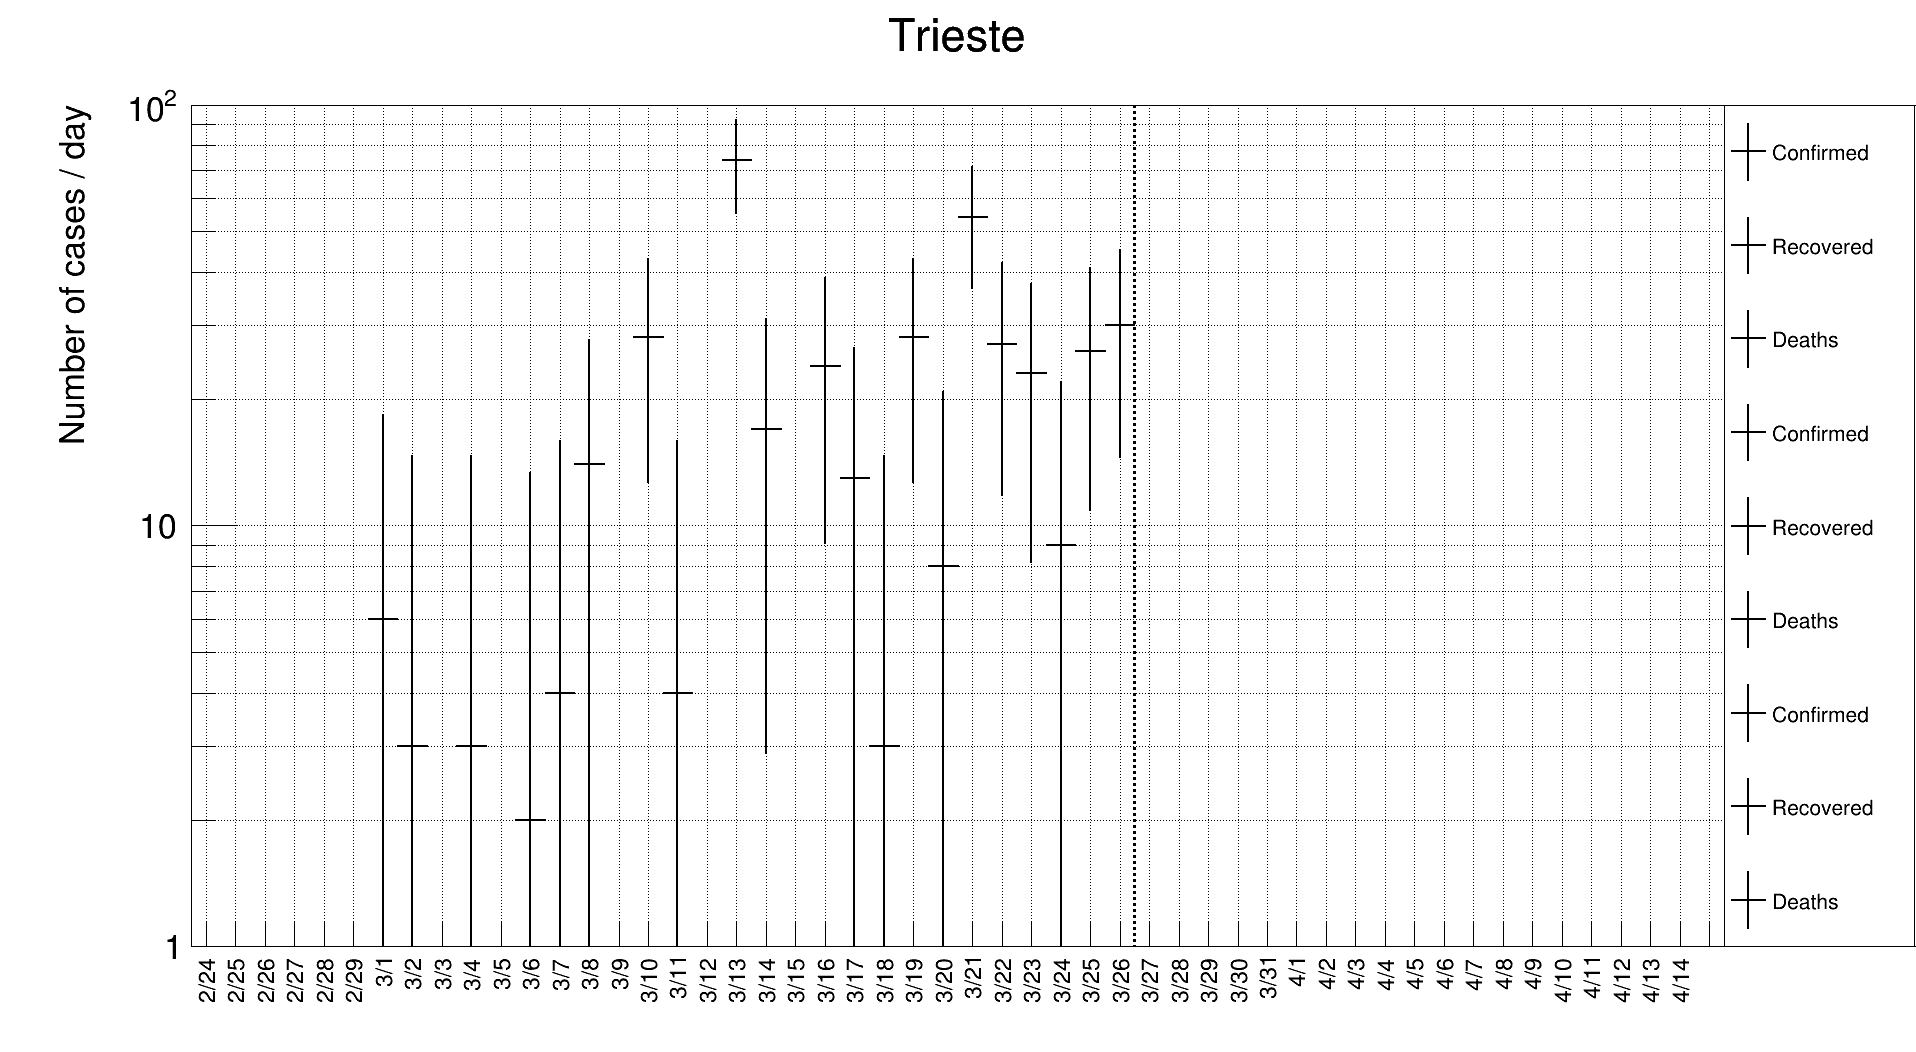 Trieste
Number of cases / day
10²
10
1
2/24 2/25 2/26 2/27 2/28 2/29 3/1 3/2 3/3 3/4 3/5 3/6 3/7 3/8 3/9 3/10 3/11 3/12 3/13 3/14 3/15 3/16 3/17 3/18 3/19 3/20 3/21 3/22 3/23 3/24 3/25 3/26 3/27 3/28 3/29 3/30 3/31 4/1 4/2 4/3 4/4 4/5 4/6 4/7 4/8 4/9 4/10 4/11 4/12 4/13 4/14
Confirmed
Recovered
Deaths
Confirmed
Recovered
Deaths
Confirmed
Recovered
Deaths